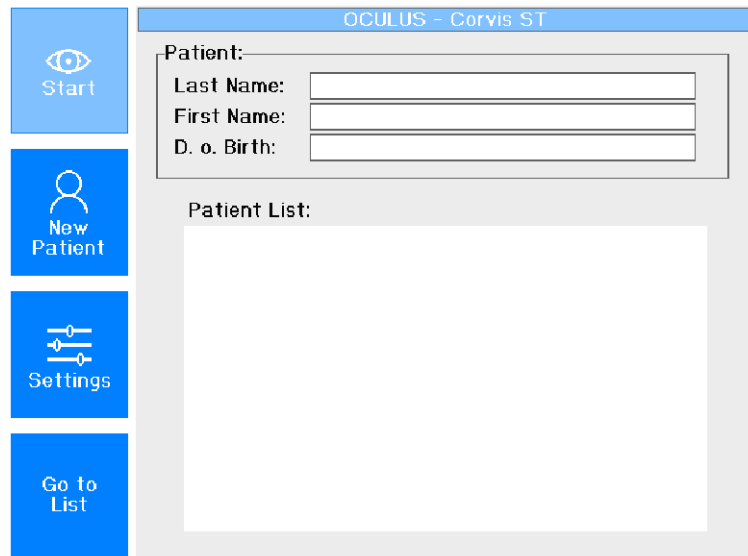 OCULUS - Corvis ST
Start
Patient:
Last Name:
First Name:
D. o. Birth:
New
Patient
Patient List:
Settings
Go to
List